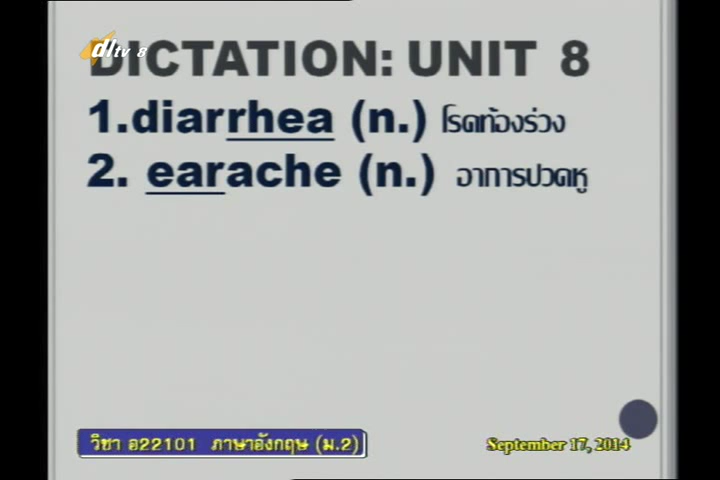 dltv 8
DICTATION: UNIT 8
1.diarrhea (n.) โรคท้องร่วง
2. earache (n.) อาการปวดหู
วิชา อ22101 ภาษาอังกฤษ (ม.2)
September 17, 2014